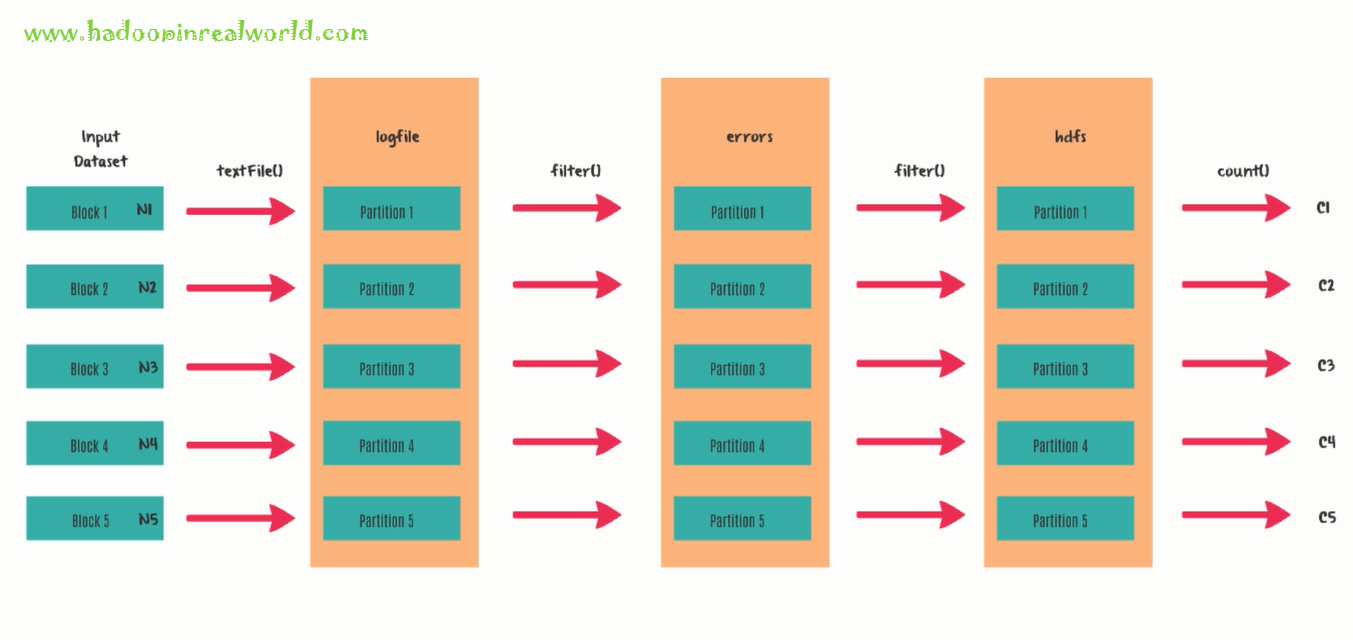 www.hadoopinrealworld.com
Input
Dataset
textFile()
logfile
filter()
errors
filter()
hdfs
count()
Block 1 N1
Partition 1
Partition 1
Partition 1
C1
Block 2 N2
Partition 2
Partition 2
Partition 2
C2
Block 3 N3
Partition 3
Partition 3
Partition 3
C3
Block 4 N4
Partition 4
Partition 4
Partition 4
C4
Block 5 N5
Partition 5
Partition 5
Partition 5
C5